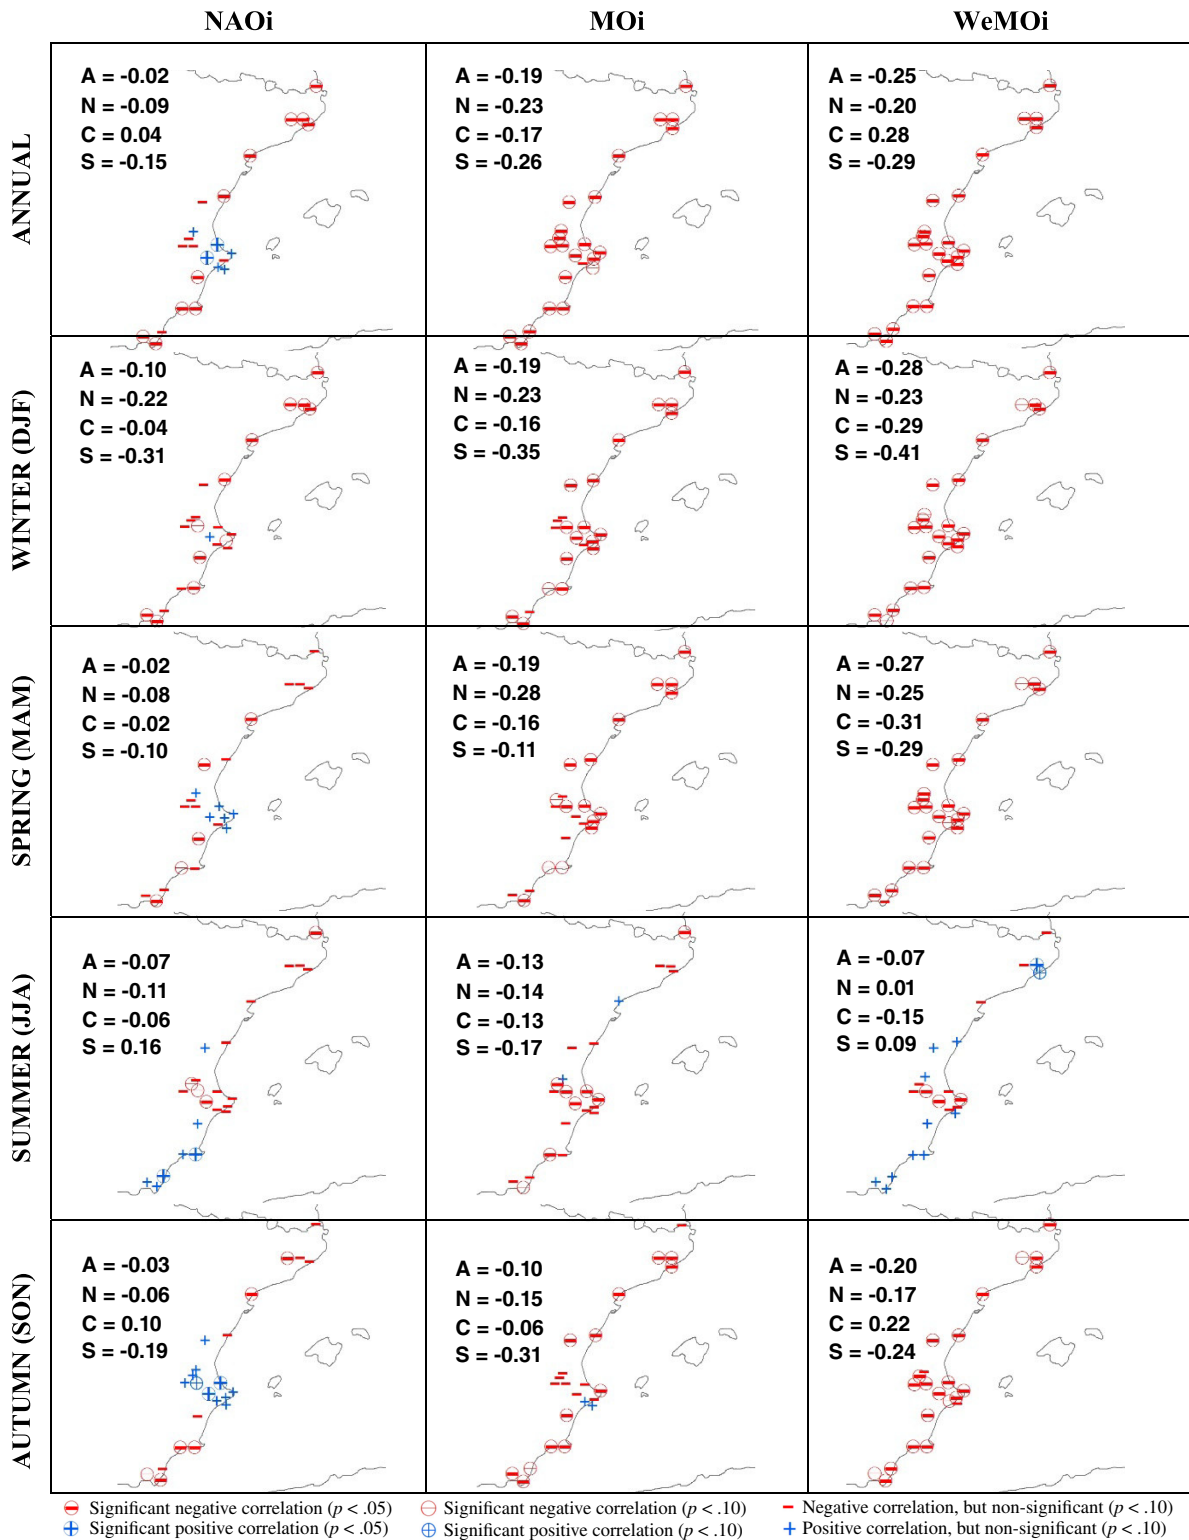 NAOi MOi WeMOi
ANNUAL
A = -0.02
N = -0.09
C = 0.04
S = -0.15
A = -0.19
N = -0.23
C = -0.17
S = -0.26
A = -0.25
N = -0.20
C = 0.28
S = -0.29
WINTER (DJF)
A = -0.10
N = -0.22
C = -0.04
S = -0.31
A = -0.19
N = -0.23
C = -0.16
S = -0.35
A = -0.28
N = -0.23
C = -0.29
S = -0.41
SPRING (MAM)
A = -0.02
N = -0.08
C = -0.02
S = -0.10
A = -0.19
N = -0.28
C = -0.16
S = -0.11
A = -0.27
N = -0.25
C = -0.31
S = -0.29
SUMMER (JJA)
A = -0.07
N = -0.11
C = -0.06
S = 0.16
A = -0.13
N = -0.14
C = -0.13
S = -0.17
A = -0.07
N = 0.01
C = -0.15
S = 0.09
AUTUMN (SON)
A = -0.03
N = -0.06
C = 0.10
S = -0.19
A = -0.10
N = -0.15
C = -0.06
S = -0.31
A = -0.20
N = -0.17
C = 0.22
S = -0.24
Significant negative correlation (p < .05) Significant negative correlation (p < .10) Negative correlation, but non-significant (p < .10)
Significant positive correlation (p < .05) Significant positive correlation (p < .10) Positive correlation, but non-significant (p < .10)